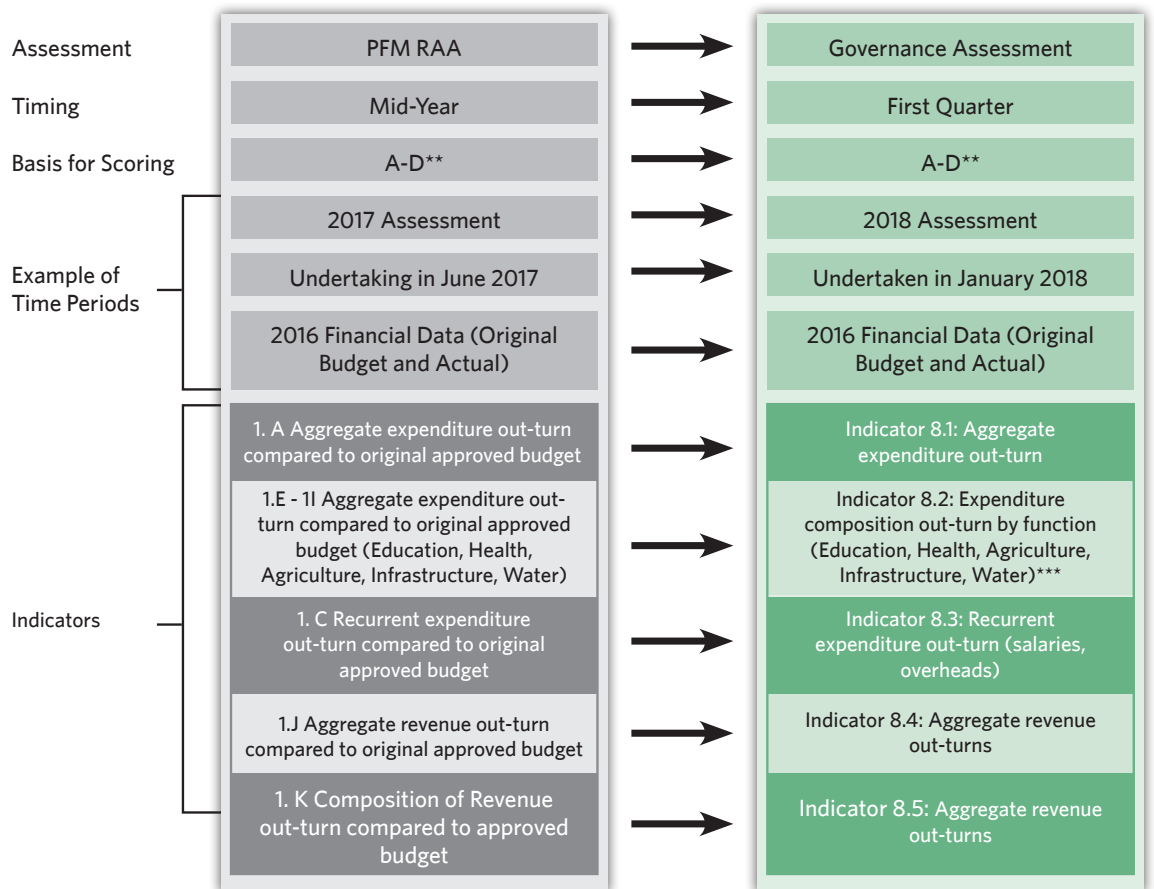 Assessment
PFM RAA
Governance Assessment
Timing
Mid-Year
First Quarter
Basis for Scoring
A-D**
A-D**
Example of
Time Periods
2017 Assessment
2018 Assessment
Undertaking in June 2017
Undertaken in January 2018
2016 Financial Data (Original
Budget and Actual)
2016 Financial Data (Original
Budget and Actual)
Indicators
1. A Aggregate expenditure out-turn
compared to original approved budget
Indicator 8.1: Aggregate
expenditure out-turn
1.E - 1I Aggregate expenditure out-
turn compared to original approved
budget (Education, Health,
Agriculture, Infrastructure, Water)
Indicator 8.2: Expenditure
composition out-turn by function
(Education, Health, Agriculture,
Infrastructure, Water)***
1. C Recurrent expenditure
out-turn compared to original
approved budget
Indicator 8.3: Recurrent
expenditure out-turn (salaries,
overheads)
1.J Aggregate revenue out-turn
compared to original approved budget
Indicator 8.4: Aggregate revenue
out-turns
1. K Composition of Revenue
out-turn compared to approved
budget
Indicator 8.5: Aggregate revenue
out-turns